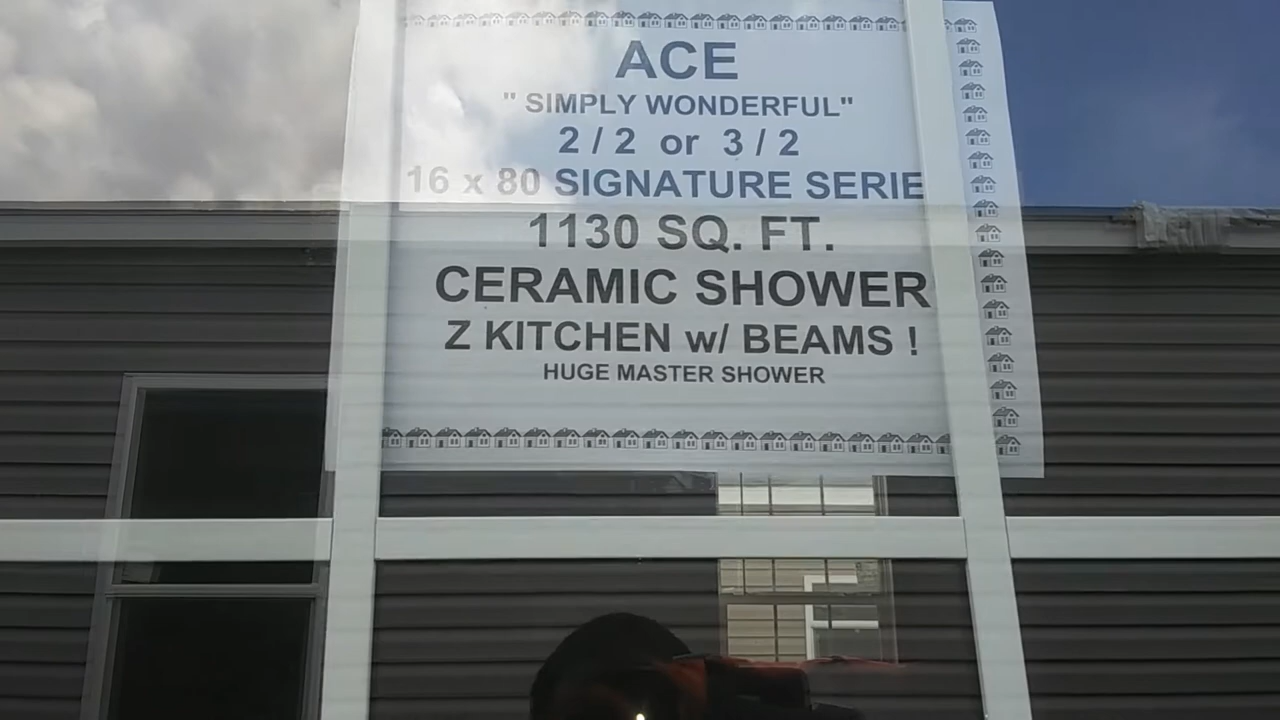 ACE
" SIMPLY WONDERFUL"
2 / 2 or 3 / 2
16 x 80 SIGNATURE SERIE
1130 SQ. FT.
CERAMIC SHOWER
Z KITCHEN w/ BEAMS !
HUGE MASTER SHOWER